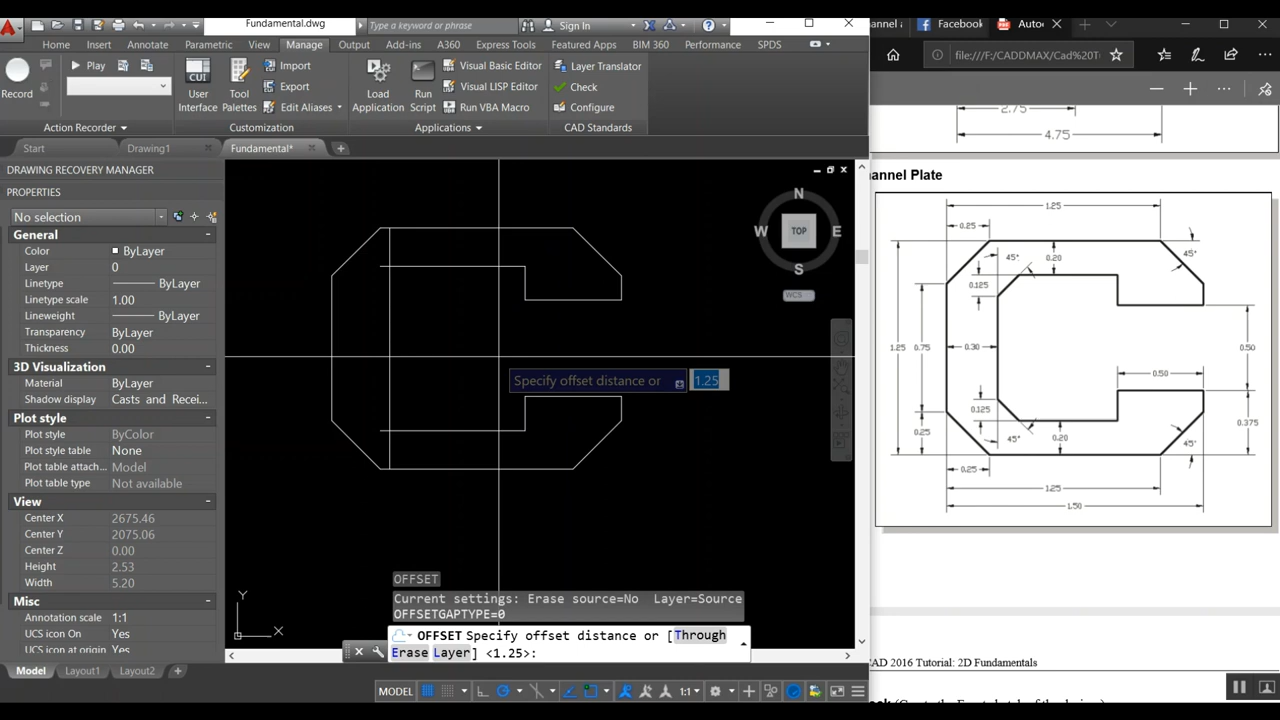 Fundamental.dwg
Type a keyword or phrase
Sign In
Home Insert Annotate Parametric View Manage Output Add-ins A360 Express Tools Featured Apps BIM 360 Performance SPDS
Record
Play
CUI
User
Interface
Tool
Palettes
Import
Export
Edit Aliases
Load
Application
Run
Script
Visual Basic Editor
Visual LISP Editor
Run VBA Macro
Layer Translator
Check
Configure
Action Recorder
Customization
Applications
CAD Standards
Start Drawing1 Fundamental*
DRAWING RECOVERY MANAGER
PROPERTIES
No selection
General
Color ByLayer
Layer 0
Linetype ByLayer
Linetype scale 1.00
Lineweight ByLayer
Transparency ByLayer
Thickness 0.00
3D Visualization
Material ByLayer
Shadow display Casts and Recei...
Plot style
Plot style ByColor
Plot style table None
Plot table attach... Model
Plot table type Not available
View
Center X 2675.46
Center Y 2075.06
Center Z 0.00
Height 2.53
Width 5.20
Misc
Annotation scale 1:1
UCS icon On Yes
UCS icon at origin Yes
N
W TOP E
S
WCS
Specify offset distance or 1.25
Y
X
OFFSET
Current settings: Erase source=No Layer=Source
OFFSETGAPTYPE=0
OFFSET Specify offset distance or [Through
Erase Layer] <1.25>:
Model Layout1 Layout2
MODEL
1:1
annel a
Facebook
Auto
file:///F:/CADDMAX/Cad%20T
2.75
4.75
annel Plate
1.25
0.25
45°
0.20
45°
0.125
1.25
0.75
0.30
0.50
0.50
0.125
0.375
0.25
45°
0.20
45°
0.25
1.25
1.50
CAD 2016 Tutorial: 2D Fundamentals